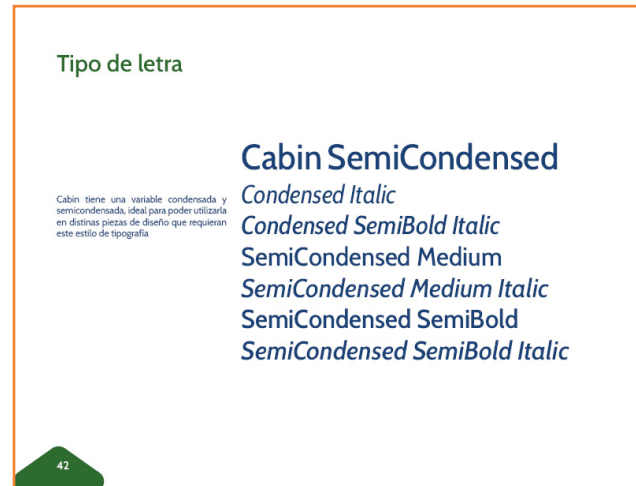 Tipo de letra
Cabin tiene una variable condensada y
semicondensada, ideal para poder utilizarla
en distinas piezas de diseño que requieran
este estilo de tipografía
Cabin SemiCondensed
Condensed Italic
Condensed SemiBold Italic
SemiCondensed Medium
SemiCondensed Medium Italic
SemiCondensed SemiBold
SemiCondensed SemiBold Italic
42